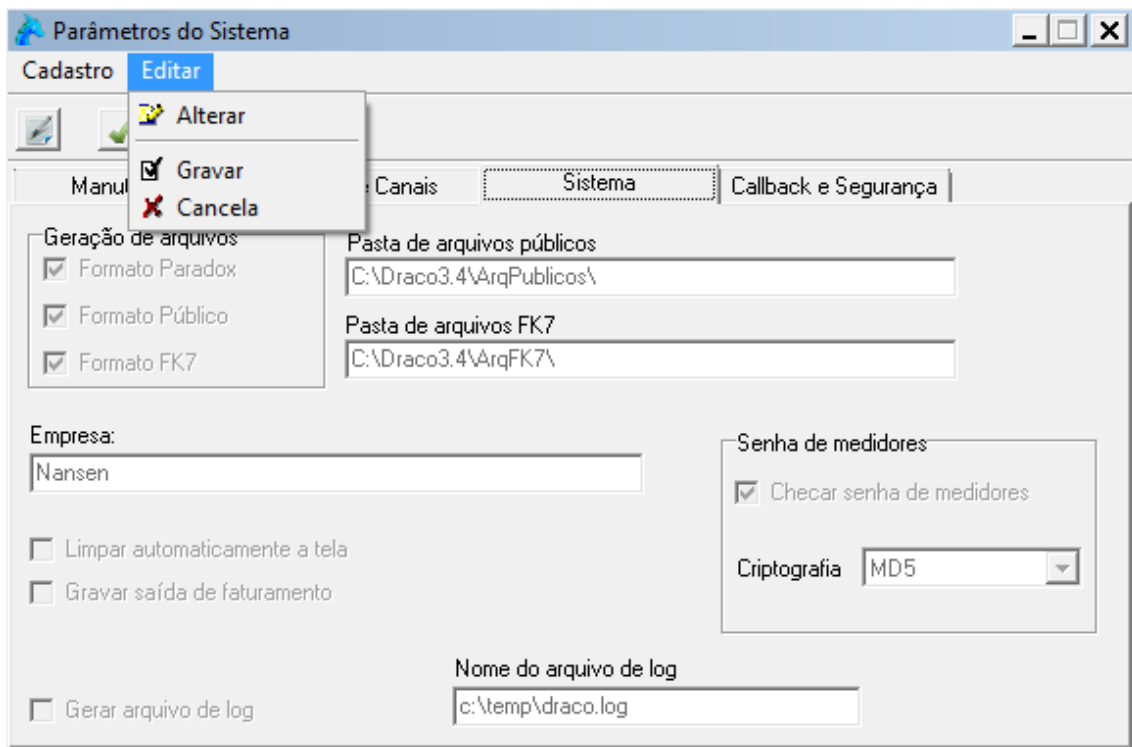 Parâmetros do Sistema
Cadastro Editar
Alterar
Gravar
Cancela
Canais Sistema Callback e Segurança
Geração de arquivos
Formato Paradox
Formato Público
Formato FK7
Pasta de arquivos públicos
C:\Draco3.4\ArqPublicos\
Pasta de arquivos FK7
C:\Draco3.4\ArqFK7\
Empresa:
Nansen
Limpar automaticamente a tela
Gravar saída de faturamento
Senha de medidores
Checar senha de medidores
Criptografia MD5
Gerar arquivo de log
Nome do arquivo de log
c:\temp\draco.log